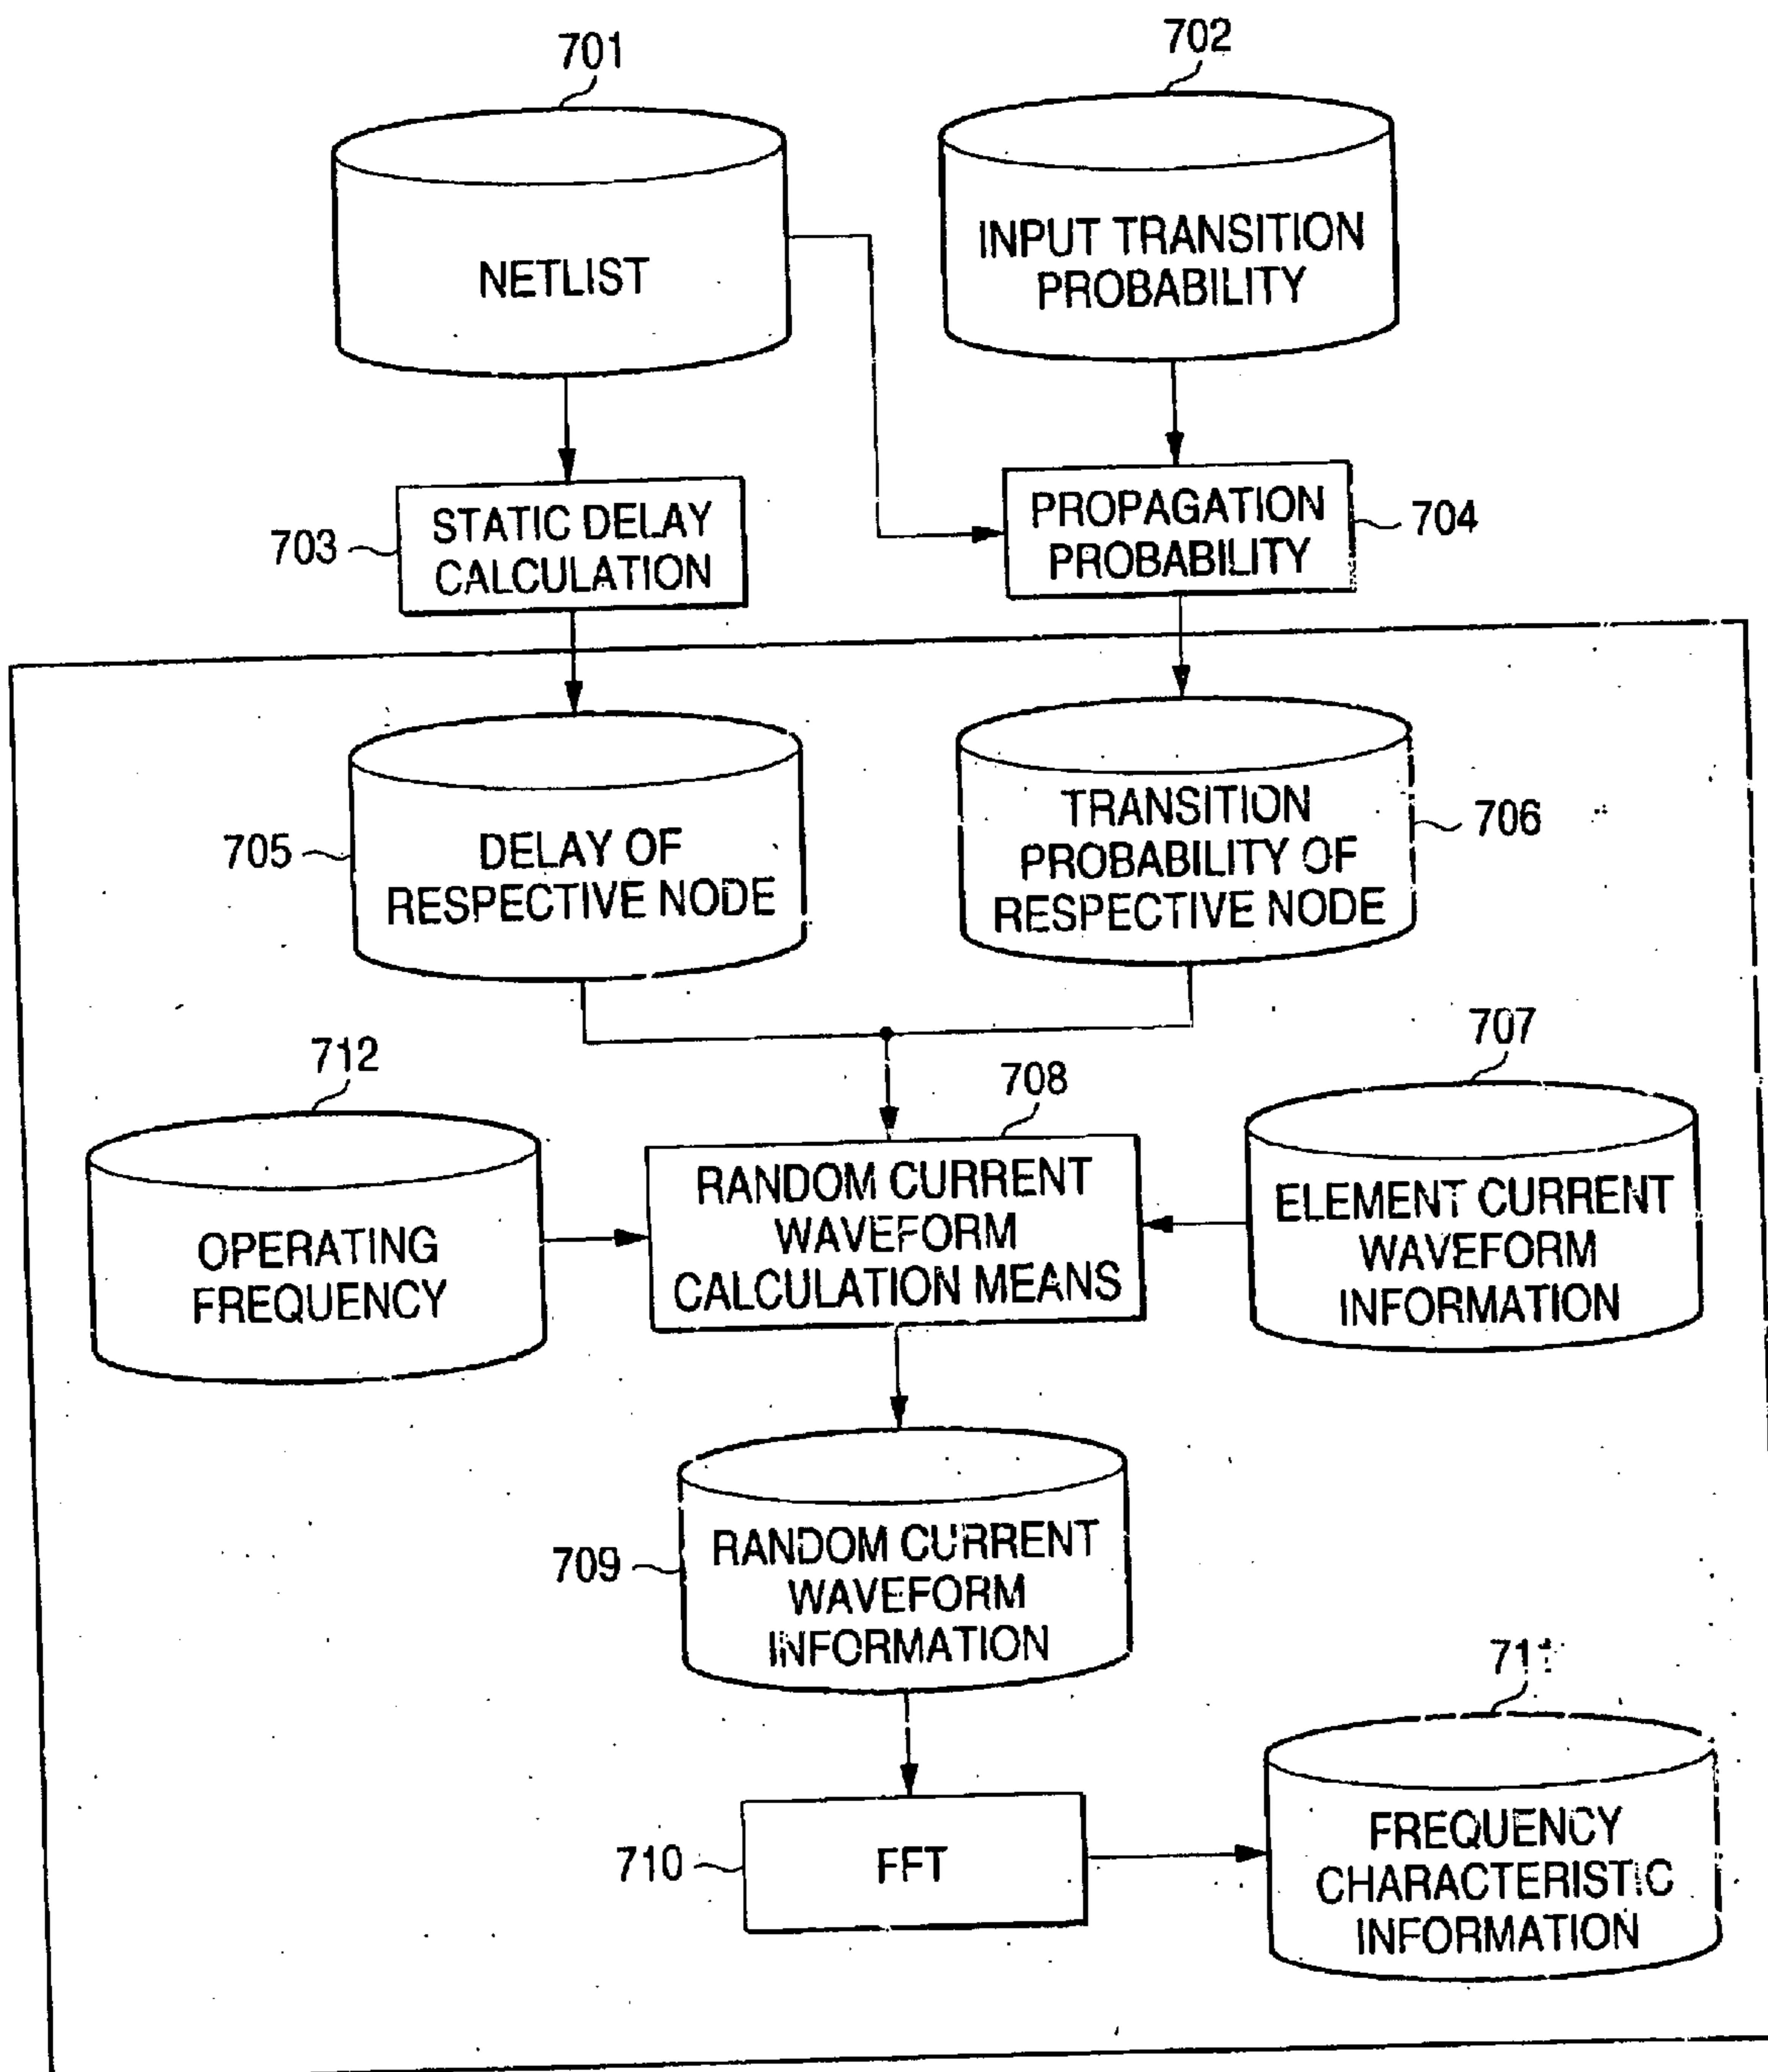 701
702
NETLIST
INPUT TRANSITION
PROBABILITY
703
STATIC DELAY
CALCULATION
PROPAGATION
PROBABILITY
704
705
DELAY OF
RESPECTIVE NODE
TRANSITION
PROBABILITY OF
RESPECTIVE NODE
706
712
708
707
OPERATING
FREQUENCY
RANDOM CURRENT
WAVEFORM
CALCULATION MEANS
ELEMENT CURRENT
WAVEFORM
INFORMATION
709
RANDOM CURRENT
WAVEFORM
INFORMATION
711
710
FFT
FREQUENCY
CHARACTERISTIC
INFORMATION